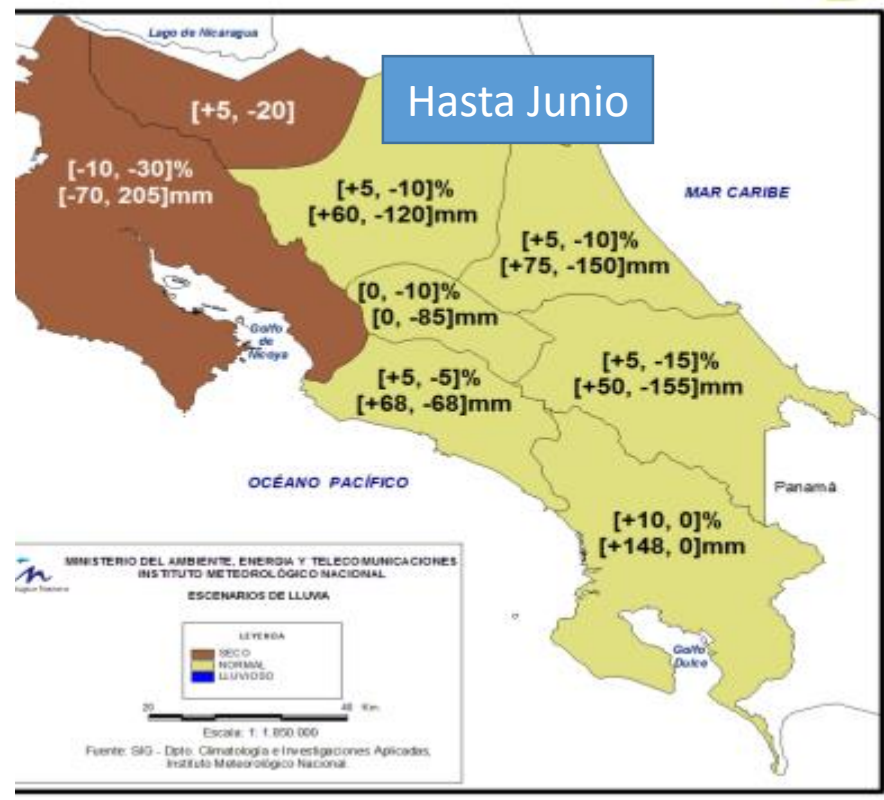 Lago de Nicaragua
Hasta Junio
[+5, -20]
[-10, -30]%
[-70, 205]mm
[+5, -10]%
[+60, -120]mm
MAR CARIBE
[+5, -10]%
[+75, -150]mm
[0, -10]%
[0, -85]mm
Golfo
de
Nicoya
[+5, -5]%
[+68, -68]mm
[+5, -15]%
[+50, -155]mm
OCÉANO PACÍFICO
Panamá
[+10, 0]%
[+148, 0]mm
Golfo
Dulce
MINISTERIO DEL AMBIENTE, ENERGIA Y TELECOMUNICACIONES
INSTITUTO METEOROLÓGICO NACIONAL
ESCENARIOS DE LLUVIA
LEYENDA
SECO
NORMAL
LLUVIOSO
20 40 Km.
Escala: 1: 1.850.000
Fuente: SIG - Dpto. Climatología e Investigaciones Aplicadas,
Instituto Meteorológico Nacional